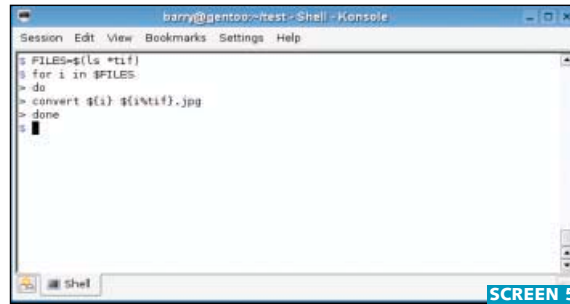 barry@gentoo:~/test - Shell - Konsole
Session Edit View Bookmarks Settings Help
$ FILES=$(ls *tif)
$ for i in $FILES
> do
> convert ${i} ${i%tif}.jpg
> done
$
Shell
SCREEN 5